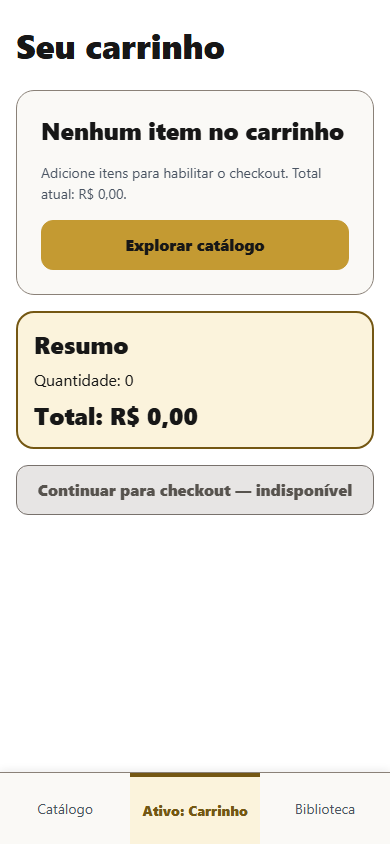 Seu carrinho
Nenhum item no carrinho
Adicione itens para habilitar o checkout. Total
atual: R$ 0,00.
Explorar catálogo
Resumo
Quantidade: 0
Total: R$ 0,00
Continuar para checkout — indisponível
Catálogo
Ativo: Carrinho
Biblioteca